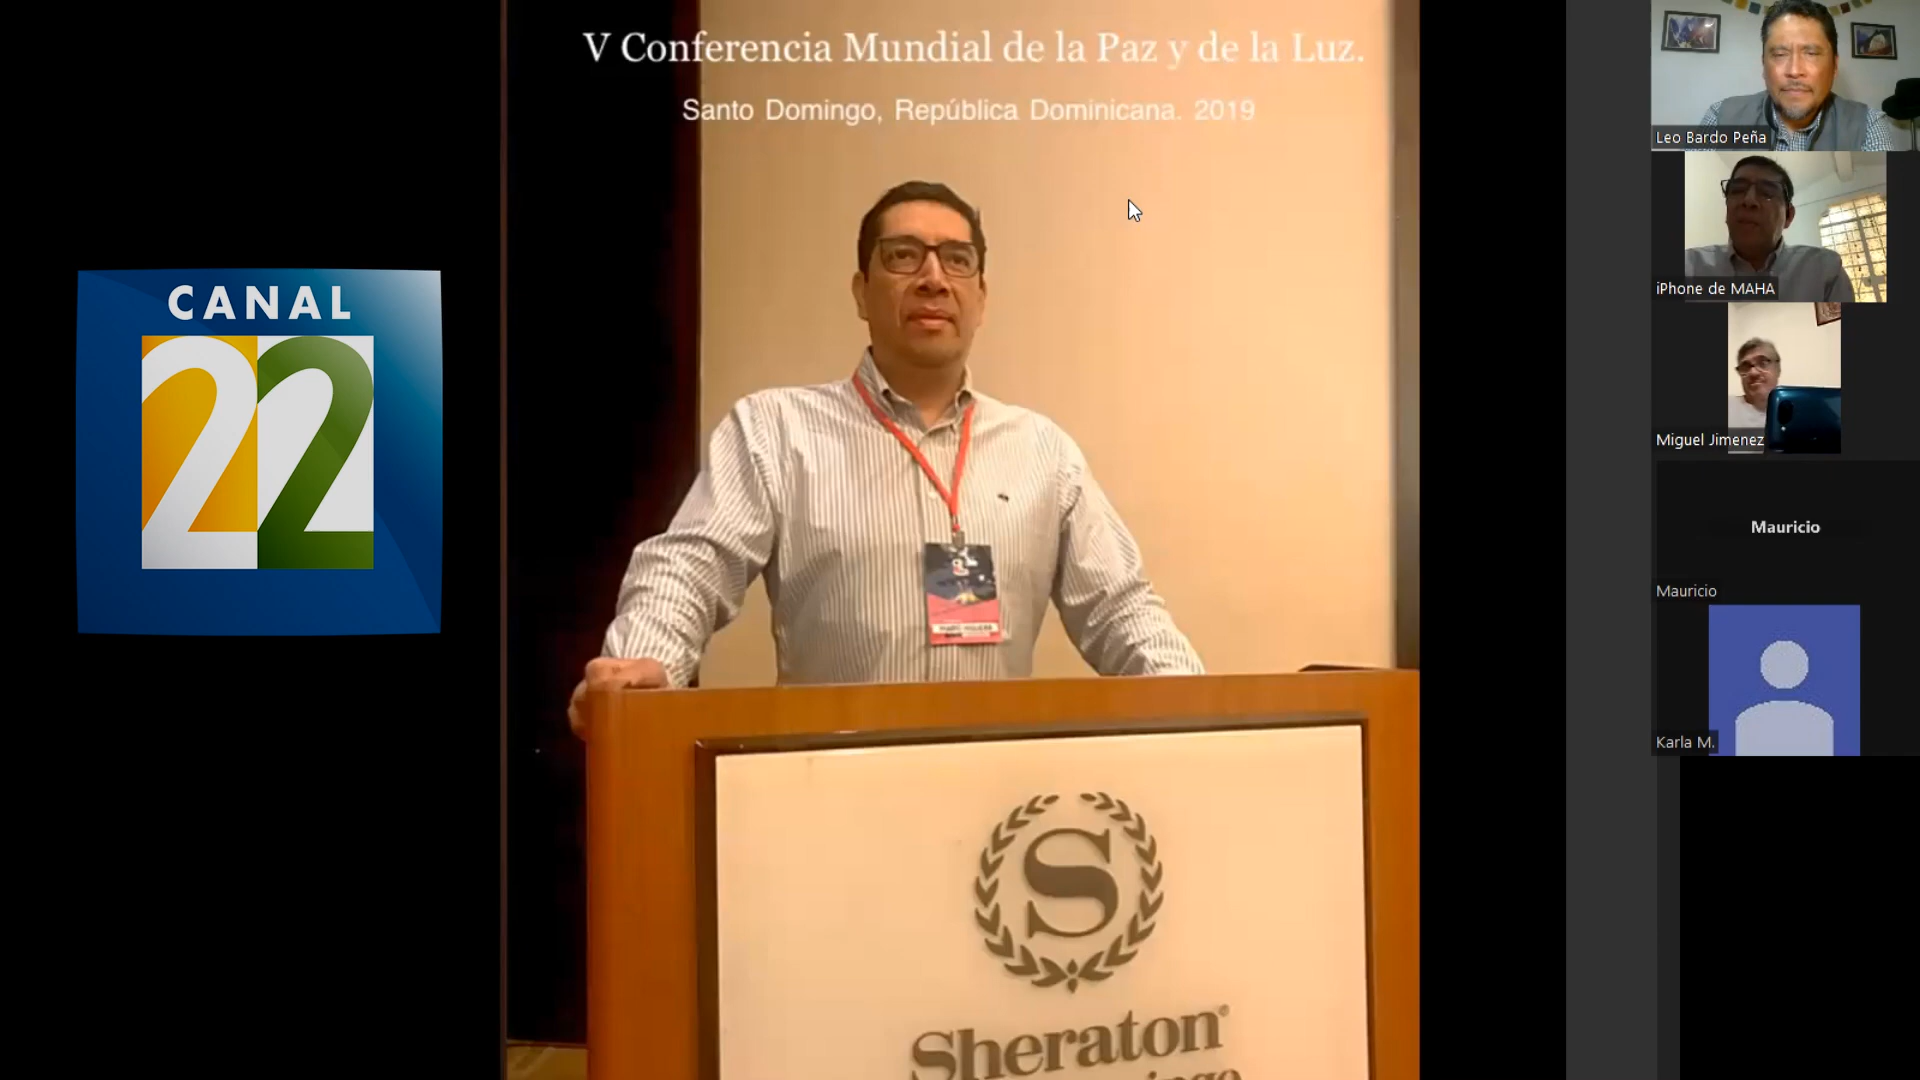 V Conferencia Mundial de la Paz y de la Luz.
Santo Domingo, República Dominicana. 2019
CANAL
22
S
Sheraton®
Leo Bardo Peña
iPhone de MAHA
Miguel Jimenez
Mauricio
Mauricio
Karla M.